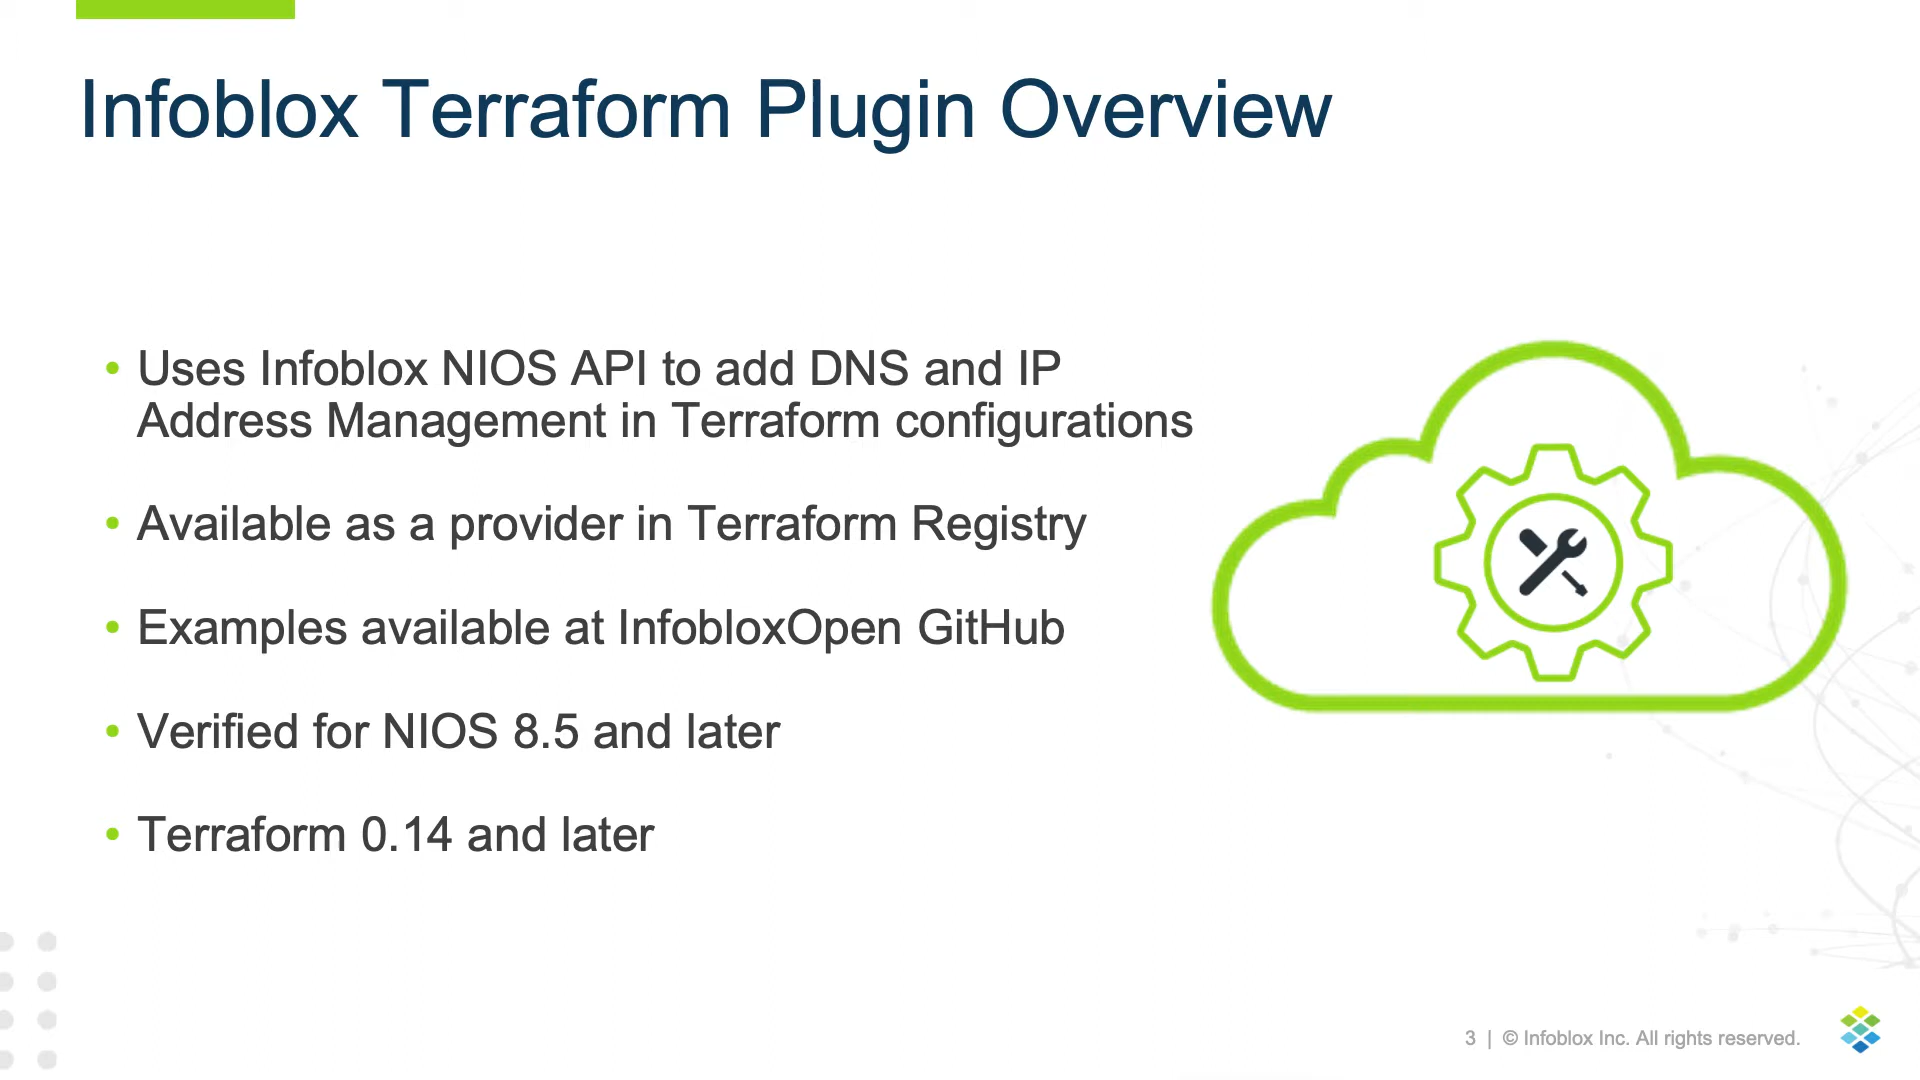 Infoblox Terraform Plugin Overview
• Uses Infoblox NIOS API to add DNS and IP
Address Management in Terraform configurations
• Available as a provider in Terraform Registry
• Examples available at InfobloxOpen GitHub
• Verified for NIOS 8.5 and later
• Terraform 0.14 and later
3 | © Infoblox Inc. All rights reserved.